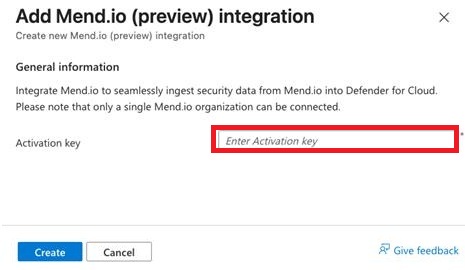 Add Mend.io (preview) integration
Create new Mend.io (preview) integration
General information
Integrate Mend.io to seamlessly ingest security data from Mend.io into Defender for Cloud.
Please note that only a single Mend.io organization can be connected.
Activation key
Enter Activation key
*
Create
Cancel
Give feedback